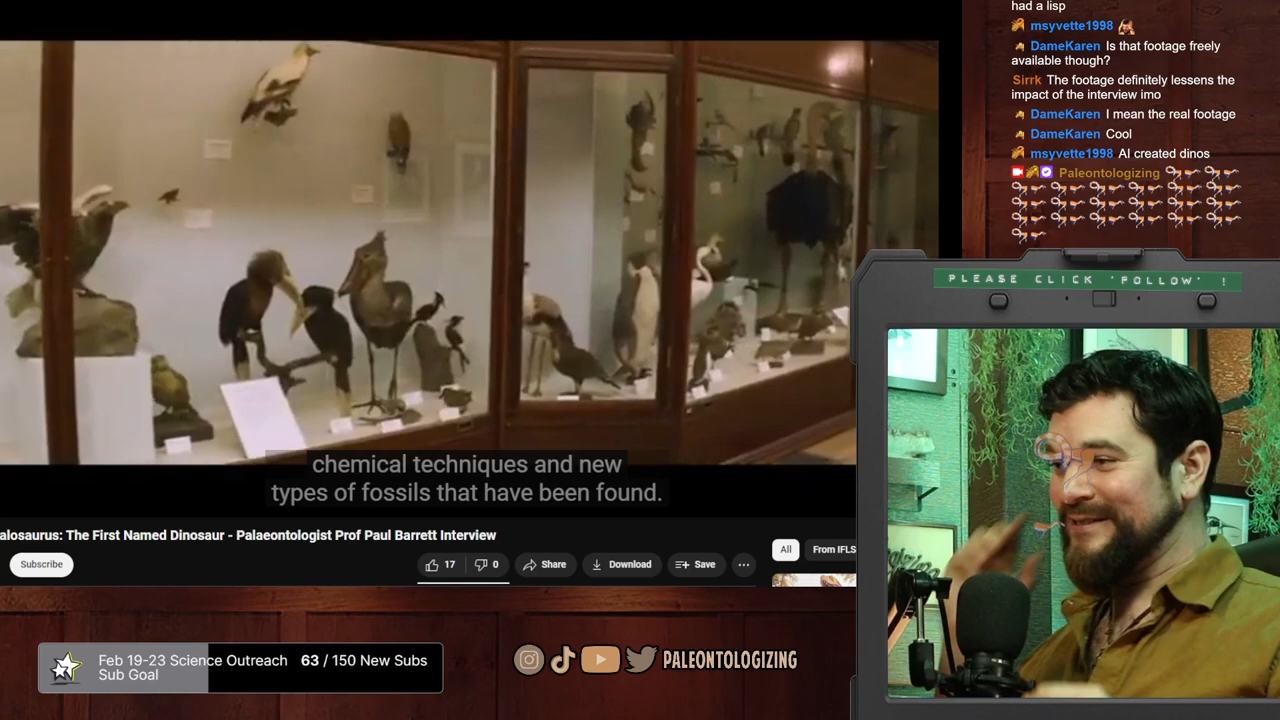 had a lisp
msyvette1998
DameKaren Is that footage freely
available though?
Sirrk The footage definitely lessens the
impact of the interview imo
DameKaren I mean the real footage
DameKaren Cool
msyvette1998 AI created dinos
Paleontologizing
PLEASE CLICK 'FOLLOW' !
chemical techniques and new
types of fossils that have been found.
alosaurus: The First Named Dinosaur - Palaeontologist Prof Paul Barrett Interview
Subscribe
17
0
Share
Download
Save
All
From IFLS
Feb 19-23 Science Outreach
Sub Goal
63 / 150 New Subs
PALEONTOLOGIZING